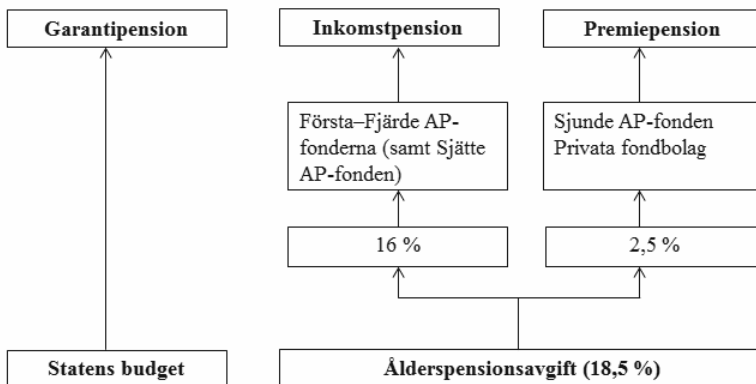 Garantipension
Inkomstpension
Premiepension
Första–Fjärde AP-
fonderna (samt Sjätte
AP-fonden)
Sjunde AP-fonden
Privata fondbolag
16 %
2,5 %
Statens budget
Ålderspensionsavgift (18,5 %)